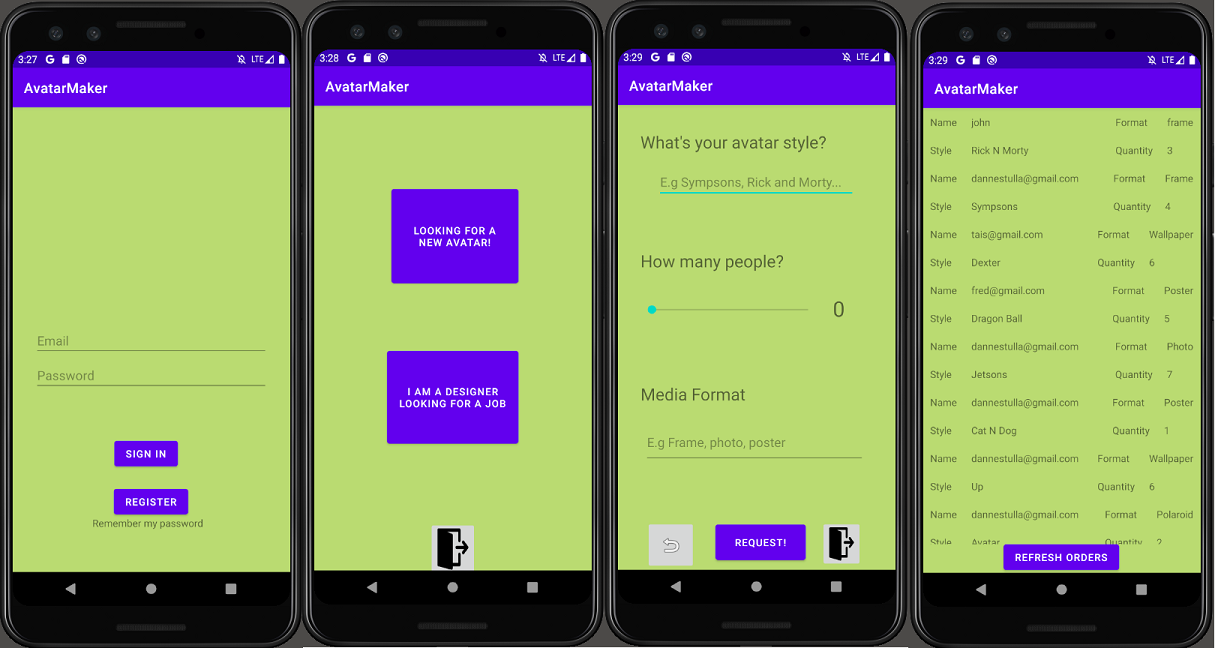 3:27 G LTE
AvatarMaker
Email
Password
SIGN IN
REGISTER
Remember my password
3:28 G LTE
AvatarMaker
LOOKING FOR A
NEW AVATAR!
I AM A DESIGNER
LOOKING FOR A JOB
3:29 G LTE
AvatarMaker
What's your avatar style?
E.g Sympsons, Rick and Morty...
How many people?
0
Media Format
E.g Frame, photo, poster
REQUEST!
3:29 G LTE
AvatarMaker
Name john Format frame
Style Rick N Morty Quantity 3
Name dannestulla@gmail.com Format Frame
Style Sympsons Quantity 4
Name tais@gmail.com Format Wallpaper
Style Dexter Quantity 6
Name fred@gmail.com Format Poster
Style Dragon Ball Quantity 5
Name dannestulla@gmail.com Format Photo
Style Jetsons Quantity 7
Name dannestulla@gmail.com Format Poster
Style Cat N Dog Quantity 1
Name dannestulla@gmail.com Format Wallpaper
Style Up Quantity 6
Name dannestulla@gmail.com Format Polaroid
Style Avatar Quantity 2
REFRESH ORDERS